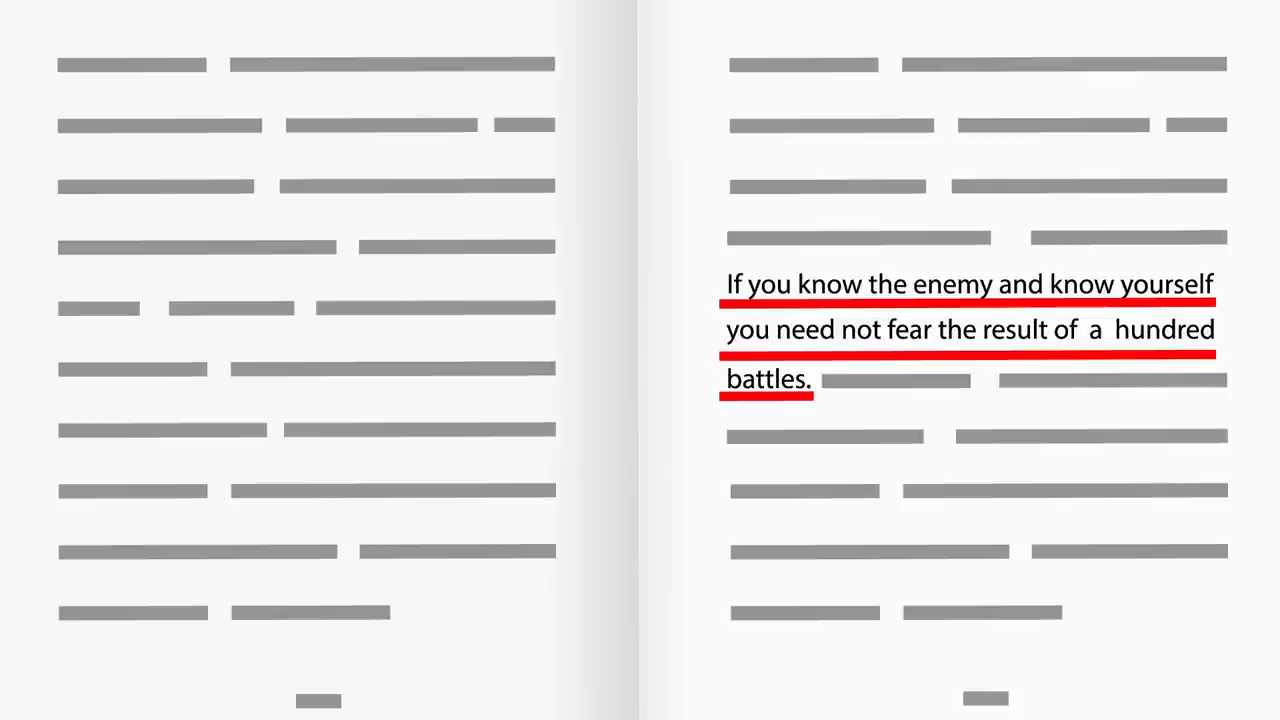 If you know the enemy and know yourself
you need not fear the result of a hundred
battles.